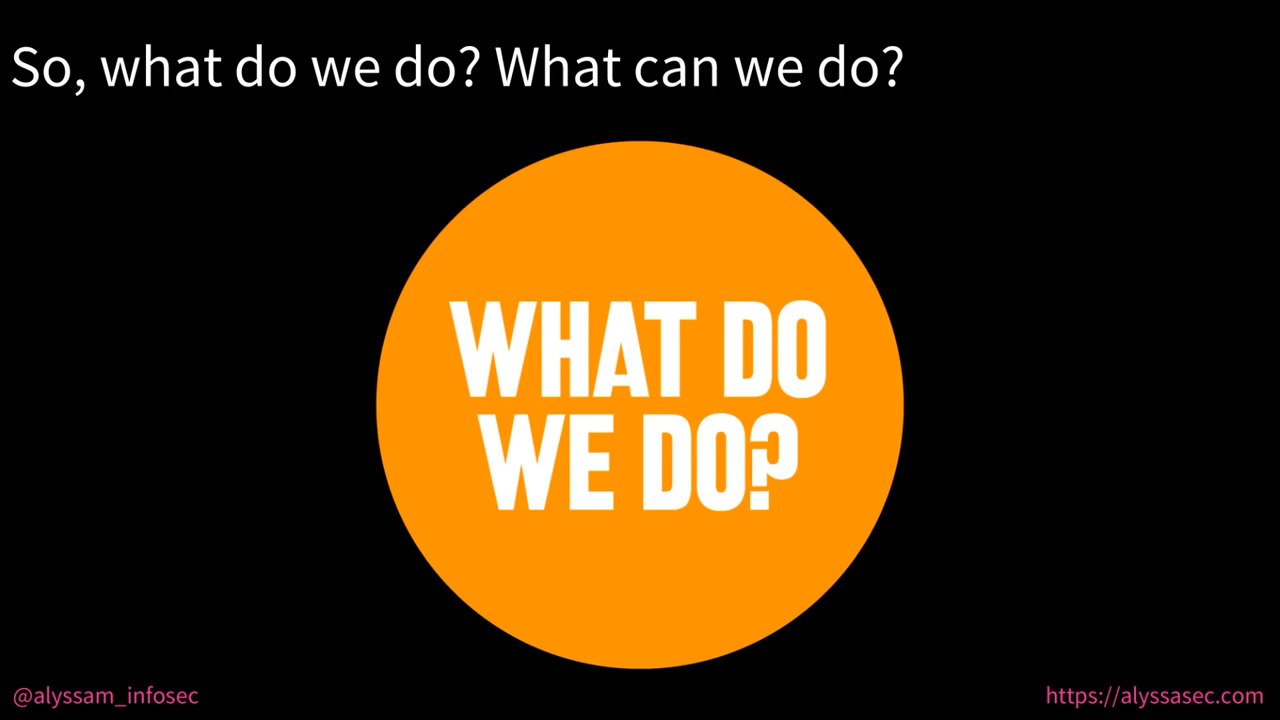 So, what do we do? What can we do?
WHAT DO
WE DO?
@alyssam_infosec
https://alyssasec.com